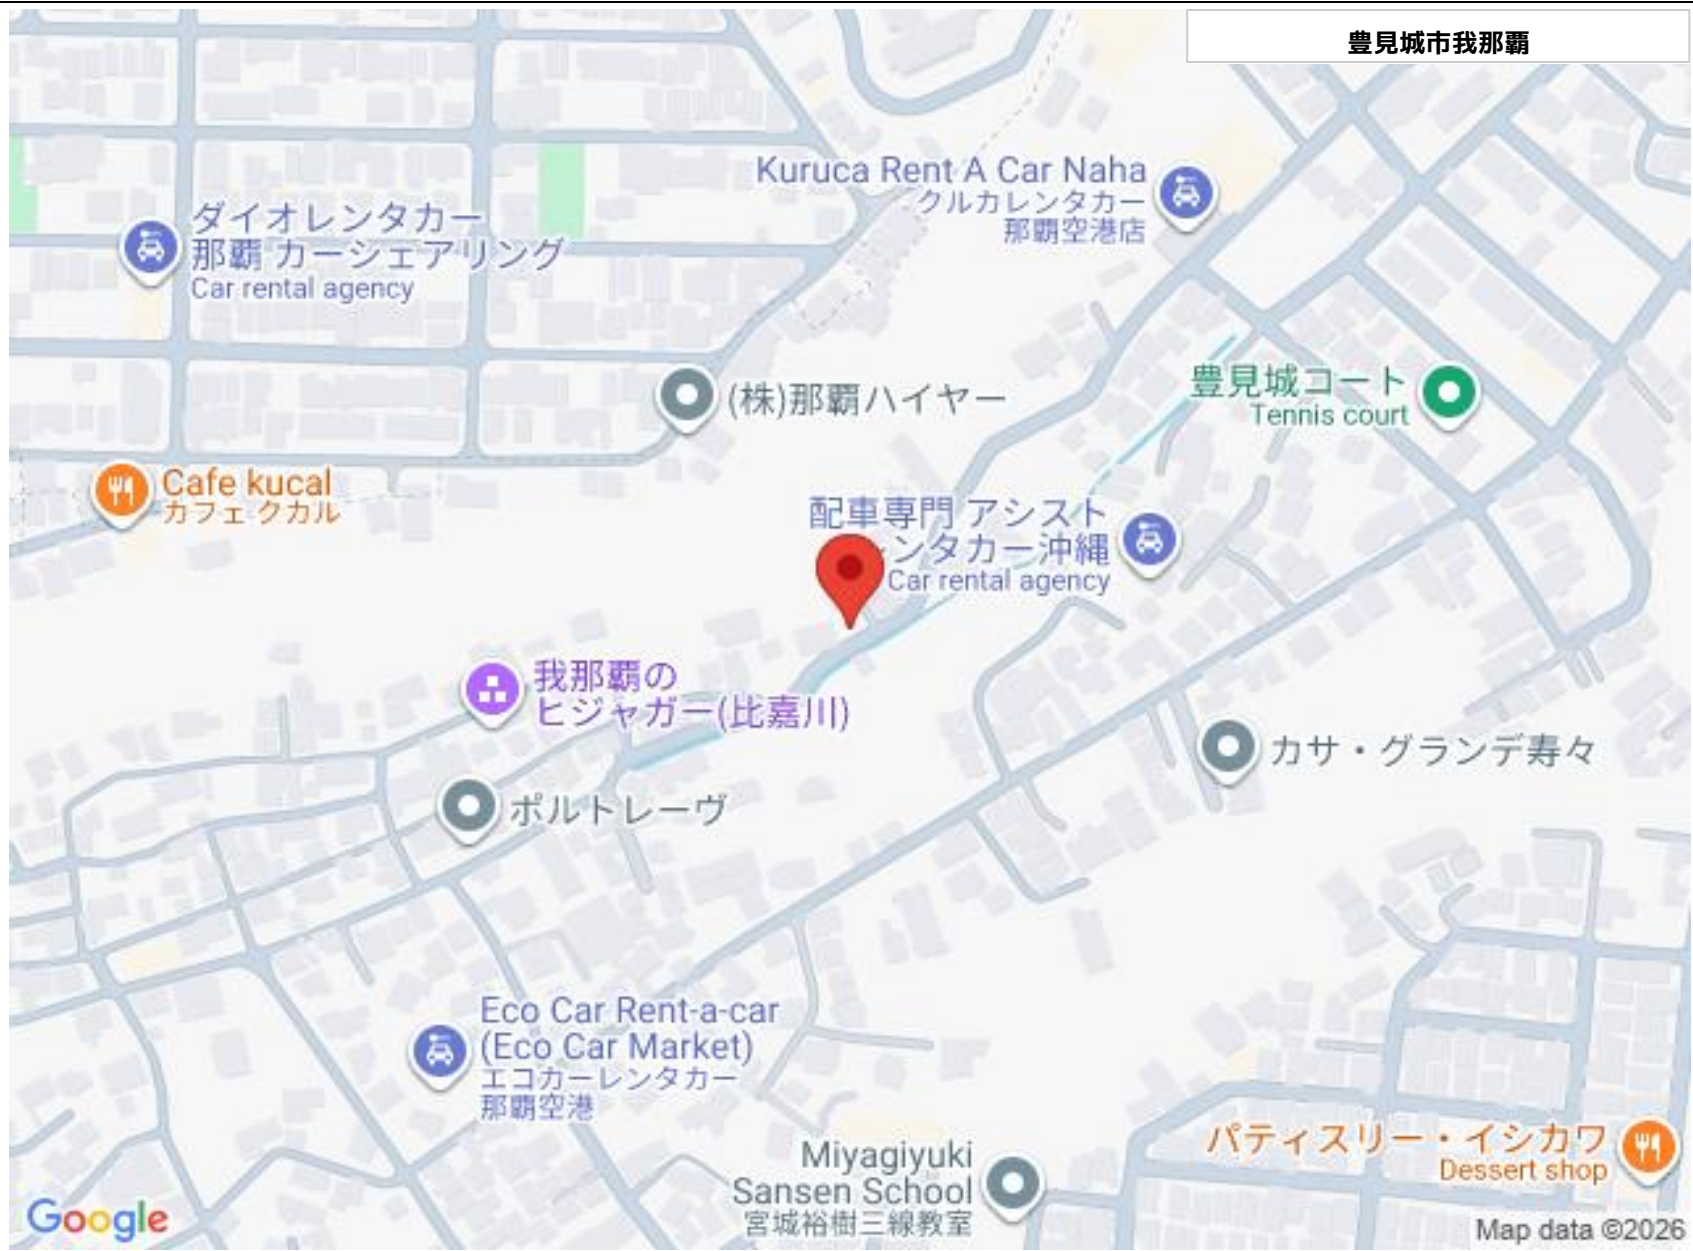 豊見城市我那覇
Kuruca Rent A Car Naha
クルカレンタカー
那覇空港店
ダイオレンタカー
那覇 カーシェアリング
Car rental agency
(株)那覇ハイヤー
豊見城コート
Tennis court
Cafe kucal
カフェ クカル
配車専門 アシスト
ンタカー沖縄
Car rental agency
我那覇の
ヒジャガー(比嘉川)
カサ・グランデ寿々
ポルトレーヴ
Eco Car Rent-a-car
(Eco Car Market)
エコカーレンタカー
那覇空港
パティスリー・イシカワ
Dessert shop
Miyagiyuki
Sansen School
宮城裕樹三線教室
Google
Map data ©2026